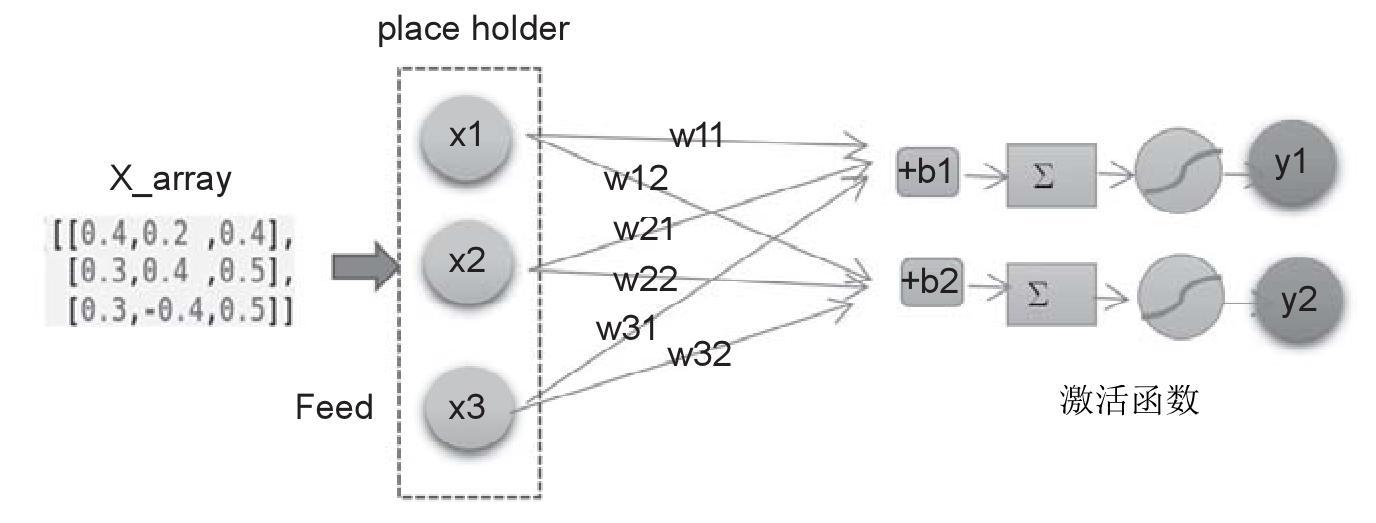 place holder
X_array
[[0.4,0.2 ,0.4],
[0.3,0.4 ,0.5],
[0.3,-0.4,0.5]]
Feed
x1
x2
x3
w11
w12
w21
w22
w31
w32
+b1
Σ
y1
+b2
Σ
y2
激活函数